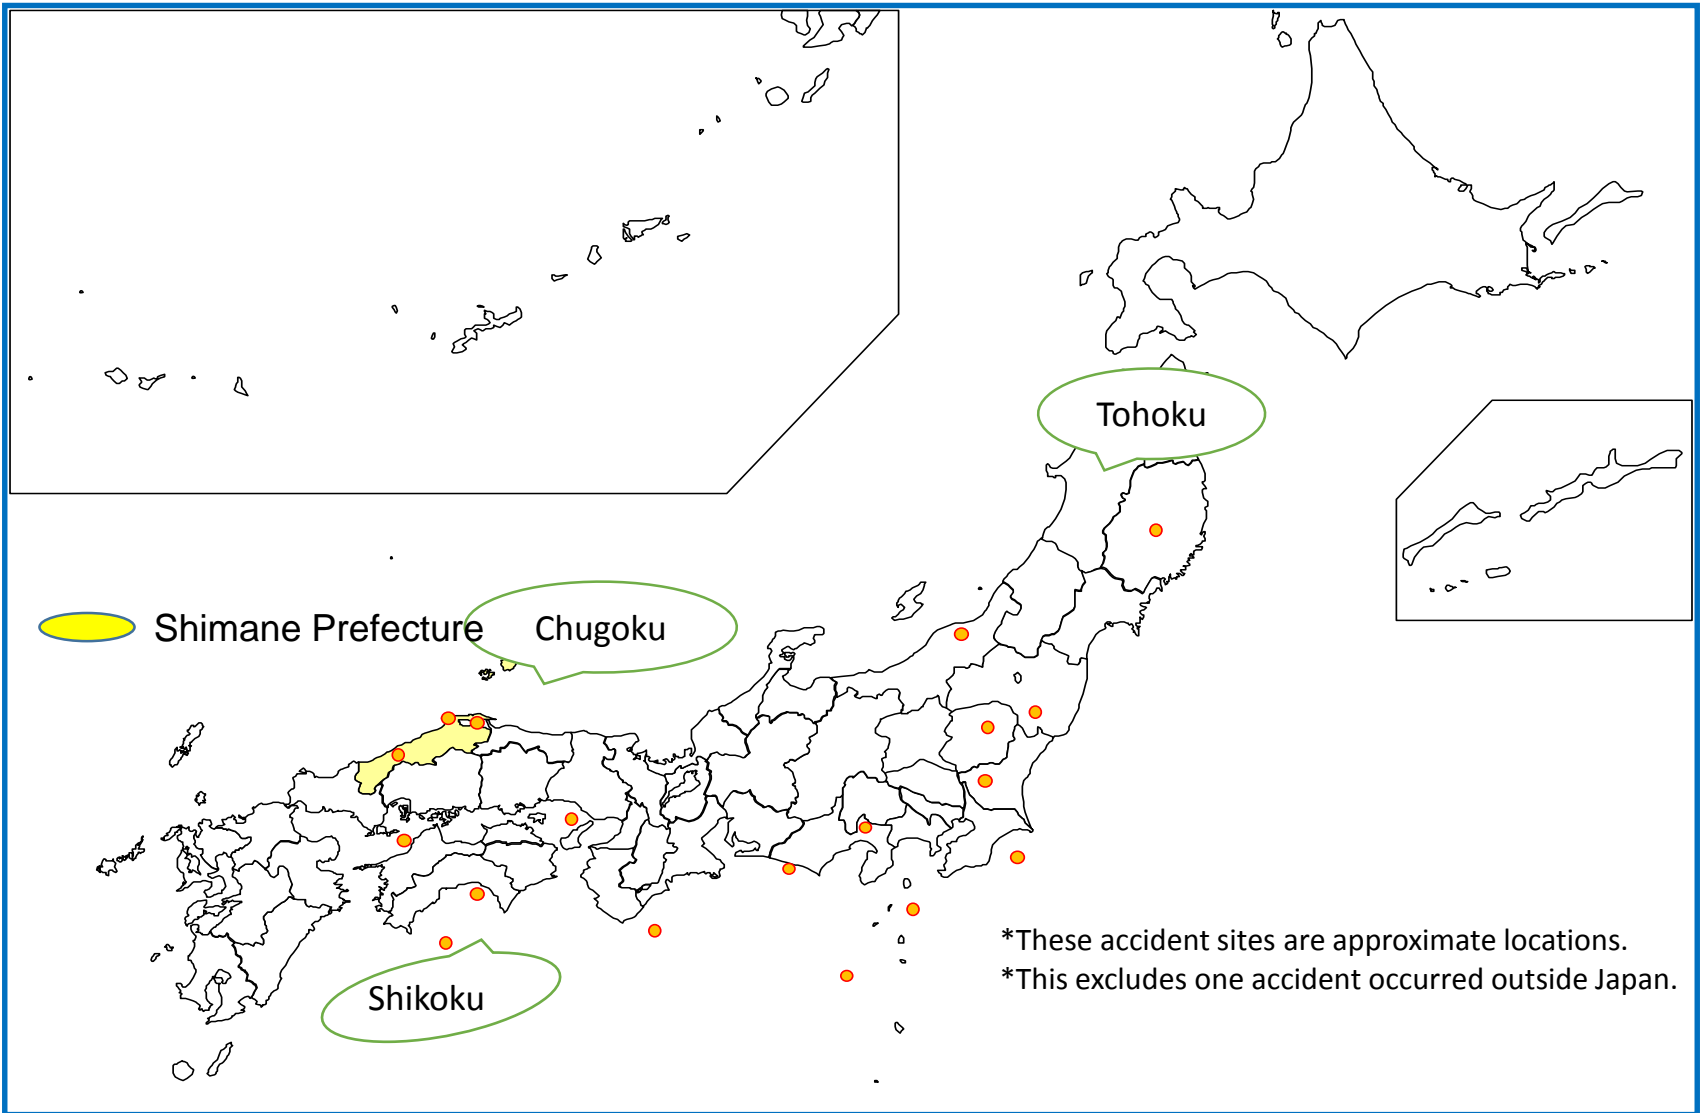 Tohoku
Shimane Prefecture
Chugoku
*These accident sites are approximate locations.
*This excludes one accident occurred outside Japan.
Shikoku